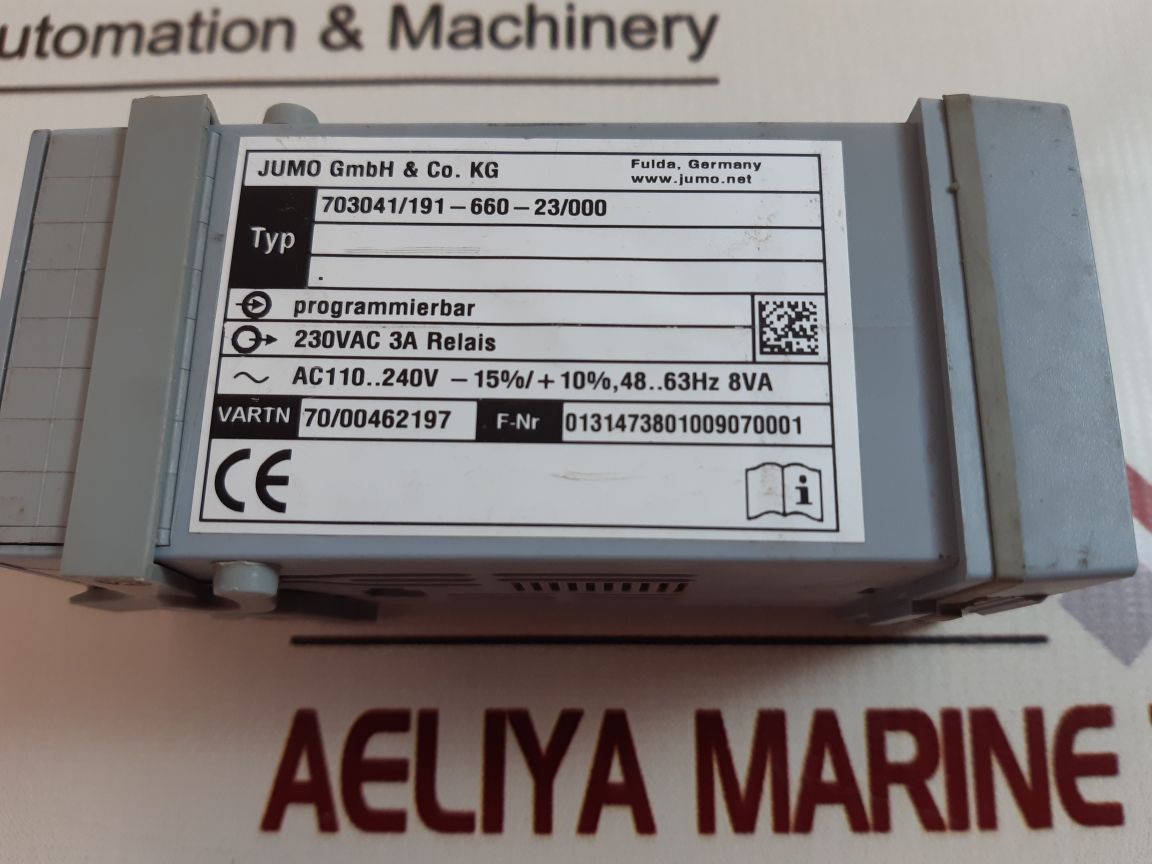 utomation & Machinery
JUMO GmbH & Co. KG
Fulda, Germany
www.jumo.net
Typ
703041/191-660-23/000
.
programmierbar
230VAC 3A Relais
AC110..240V -15%/+10%,48..63Hz 8VA
VARTN 70/00462197 F-Nr 0131473801009070001
CE
i
AELIYA MARINE